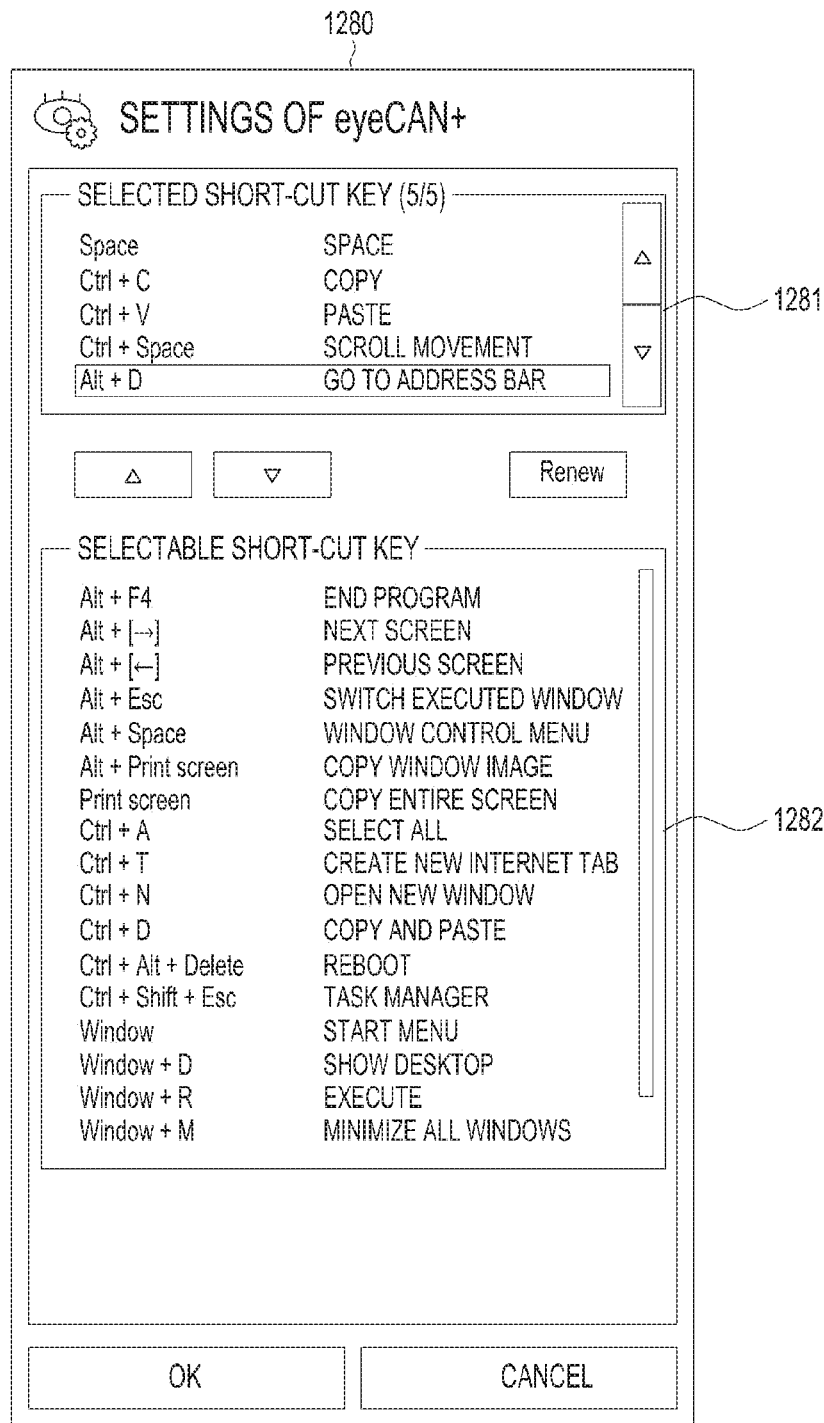 1280
SETTINGS OF eyeCAN+
SELECTED SHORT-CUT KEY (5/5)
Space SPACE
Ctrl + C COPY
Ctrl + V PASTE
Ctrl + Space SCROLL MOVEMENT
Alt + D GO TO ADDRESS BAR
1281
△ ▽ Renew
SELECTABLE SHORT-CUT KEY
Alt + F4 END PROGRAM
Alt + [→] NEXT SCREEN
Alt + [←] PREVIOUS SCREEN
Alt + Esc SWITCH EXECUTED WINDOW
Alt + Space WINDOW CONTROL MENU
Alt + Print screen COPY WINDOW IMAGE
Print screen COPY ENTIRE SCREEN
Ctrl + A SELECT ALL
Ctrl + T CREATE NEW INTERNET TAB
Ctrl + N OPEN NEW WINDOW
Ctrl + D COPY AND PASTE
Ctrl + Alt + Delete REBOOT
Ctrl + Shift + Esc TASK MANAGER
Window START MENU
Window + D SHOW DESKTOP
Window + R EXECUTE
Window + M MINIMIZE ALL WINDOWS
1282
OK CANCEL